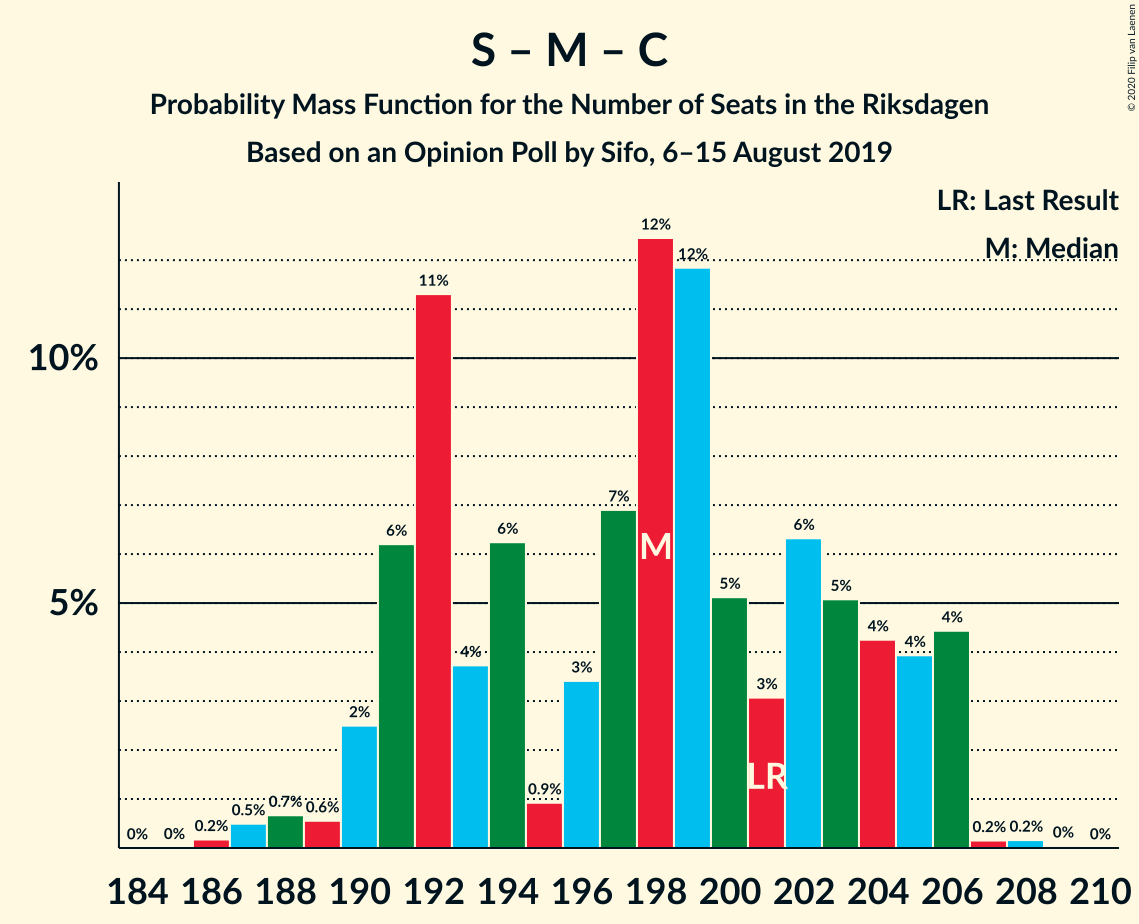 S – M – C
Probability Mass Function for the Number of Seats in the Riksdagen
Based on an Opinion Poll by Sifo, 6–15 August 2019
© 2020 Filip van Laenen
LR: Last Result
M: Median
10%
5%
0% 0% 0.2% 0.5% 0.7% 0.6% 2% 6% 11% 4% 6% 0.9% 3% 7% 12% 12% 5% 3% 6% 5% 4% 4% 4% 0.2% 0.2% 0% 0%
M
LR
184 186 188 190 192 194 196 198 200 202 204 206 208 210